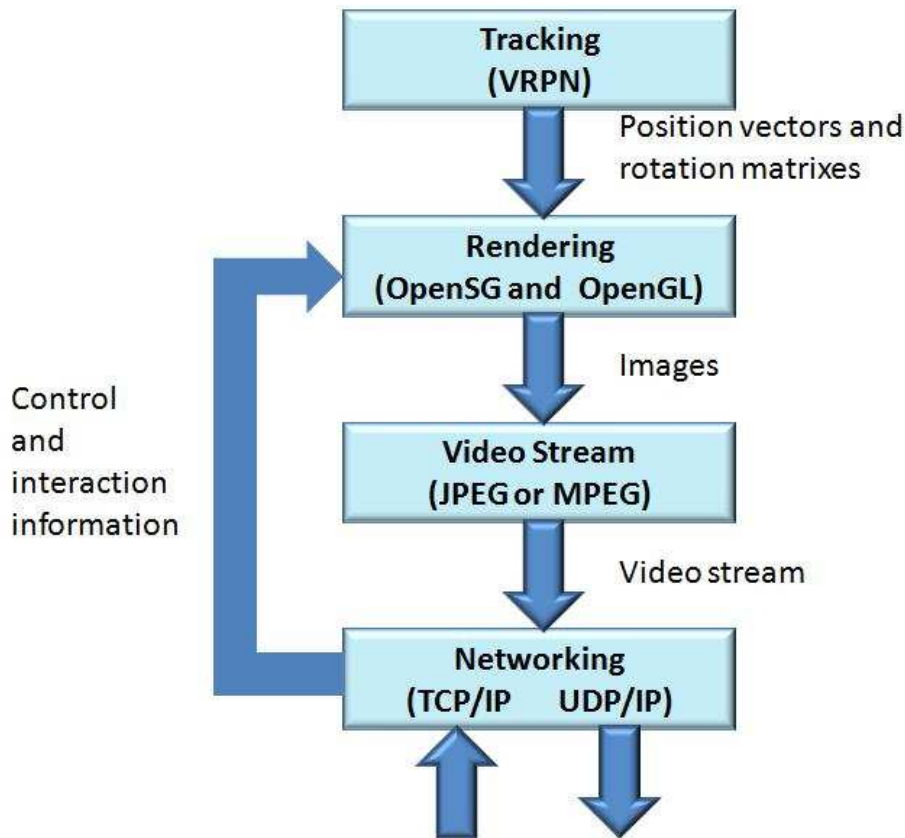 Tracking
(VRPN)
Position vectors and
rotation matrixes
Rendering
(OpenSG and OpenGL)
Images
Control
and
interaction
information
Video Stream
(JPEG or MPEG)
Video stream
Networking
(TCP/IP UDP/IP)